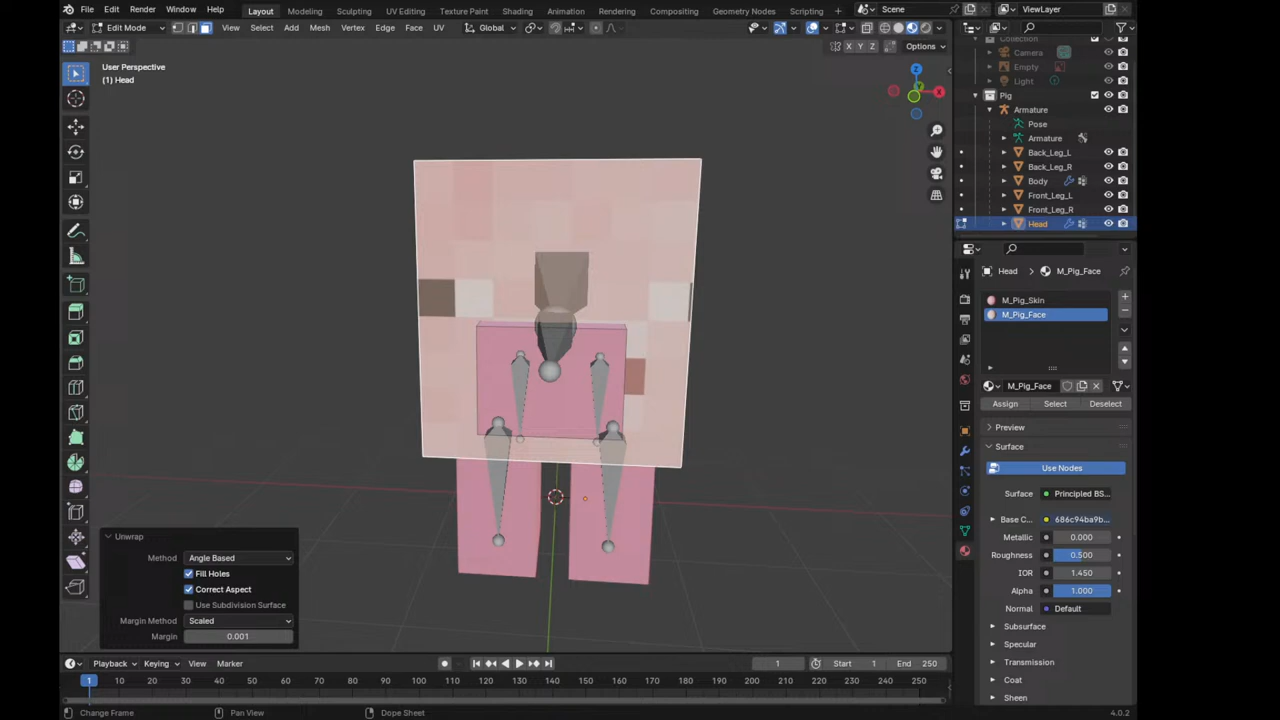 File Edit Render Window Help Layout Modeling Sculpting UV Editing Texture Paint Shading Animation Rendering Compositing Geometry Nodes Scripting Scene ViewLayer
Edit Mode View Select Add Mesh Vertex Edge Face UV Global
X Y Z Options
User Perspective
(1) Head
Z
X
Y
Collection
Camera
Empty
Light
Pig
Armature
Pose
Armature
Back_Leg_L
Back_Leg_R
Body
Front_Leg_L
Front_Leg_R
Head
Head M_Pig_Face
M_Pig_Skin
M_Pig_Face
M_Pig_Face
Assign Select Deselect
Preview
Surface
Use Nodes
Surface Principled BS...
Base C... 686c94ba9b...
Metallic 0.000
Roughness 0.500
IOR 1.450
Alpha 1.000
Normal Default
Subsurface
Specular
Transmission
Coat
Sheen
Unwrap
Method Angle Based
Fill Holes
Correct Aspect
Use Subdivision Surface
Margin Method Scaled
Margin 0.001
Playback Keying View Marker 1 Start 1 End 250
1 10 20 30 40 50 60 70 80 90 100 110 120 130 140 150 160 170 180 190 200 210 220 230 240 250
Change Frame Pan View Dope Sheet 4.0.2